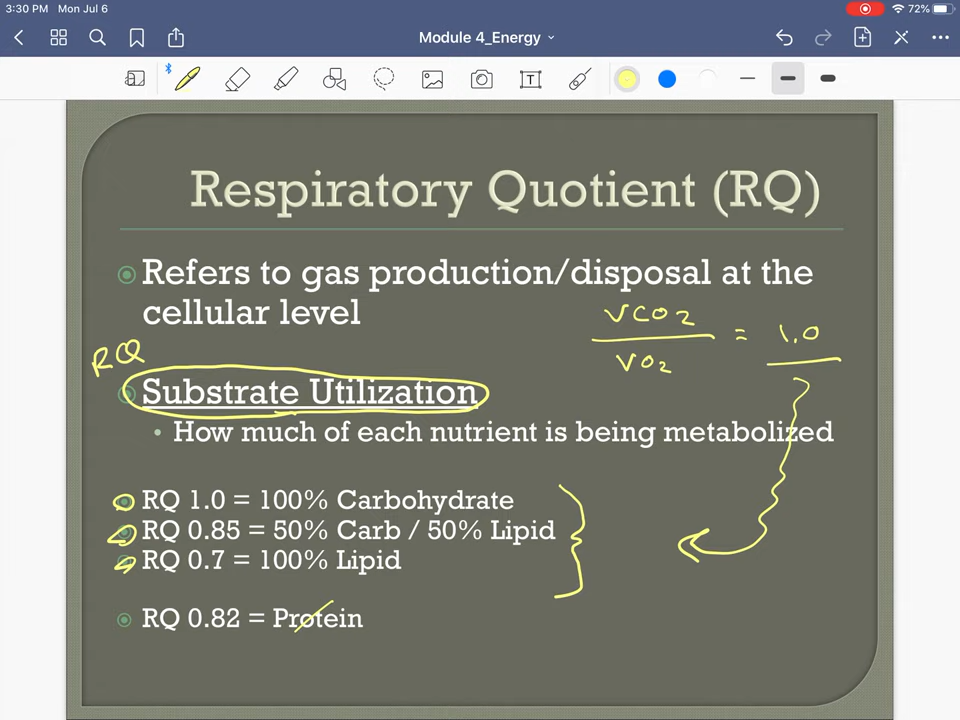 3:30 PM Mon Jul 6
72%
Module 4_Energy
Respiratory Quotient (RQ)
Refers to gas production/disposal at the
cellular level
VCO2
VO2
= 1.0
RQ
Substrate Utilization
How much of each nutrient is being metabolized
RQ 1.0 = 100% Carbohydrate
RQ 0.85 = 50% Carb / 50% Lipid
RQ 0.7 = 100% Lipid
RQ 0.82 = Protein